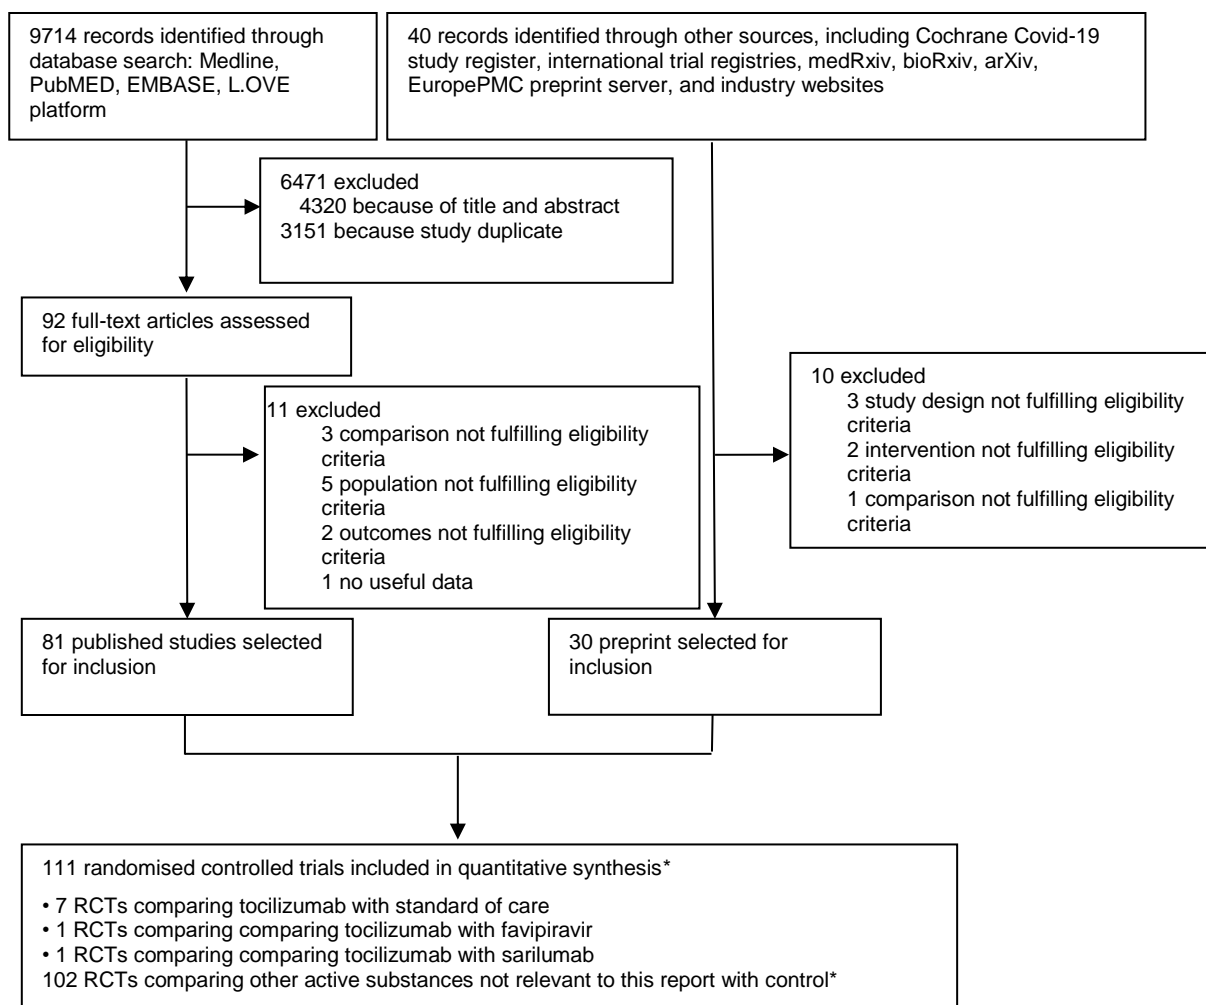 9714 records identified through
database search: Medline,
PubMED, EMBASE, L.OVE
platform
40 records identified through other sources, including Cochrane Covid-19
study register, international trial registries, medRxiv, bioRxiv, arXiv,
EuropePMC preprint server, and industry websites
6471 excluded
4320 because of title and abstract
3151 because study duplicate
92 full-text articles assessed
for eligibility
11 excluded
3 comparison not fulfilling eligibility
criteria
5 population not fulfilling eligibility
criteria
2 outcomes not fulfilling eligibility
criteria
1 no useful data
10 excluded
3 study design not fulfilling eligibility
criteria
2 intervention not fulfilling eligibility
criteria
1 comparison not fulfilling eligibility
criteria
81 published studies selected
for inclusion
30 preprint selected for
inclusion
111 randomised controlled trials included in quantitative synthesis*
• 7 RCTs comparing tocilizumab with standard of care
• 1 RCTs comparing comparing tocilizumab with favipiravir
• 1 RCTs comparing comparing tocilizumab with sarilumab
102 RCTs comparing other active substances not relevant to this report with control*